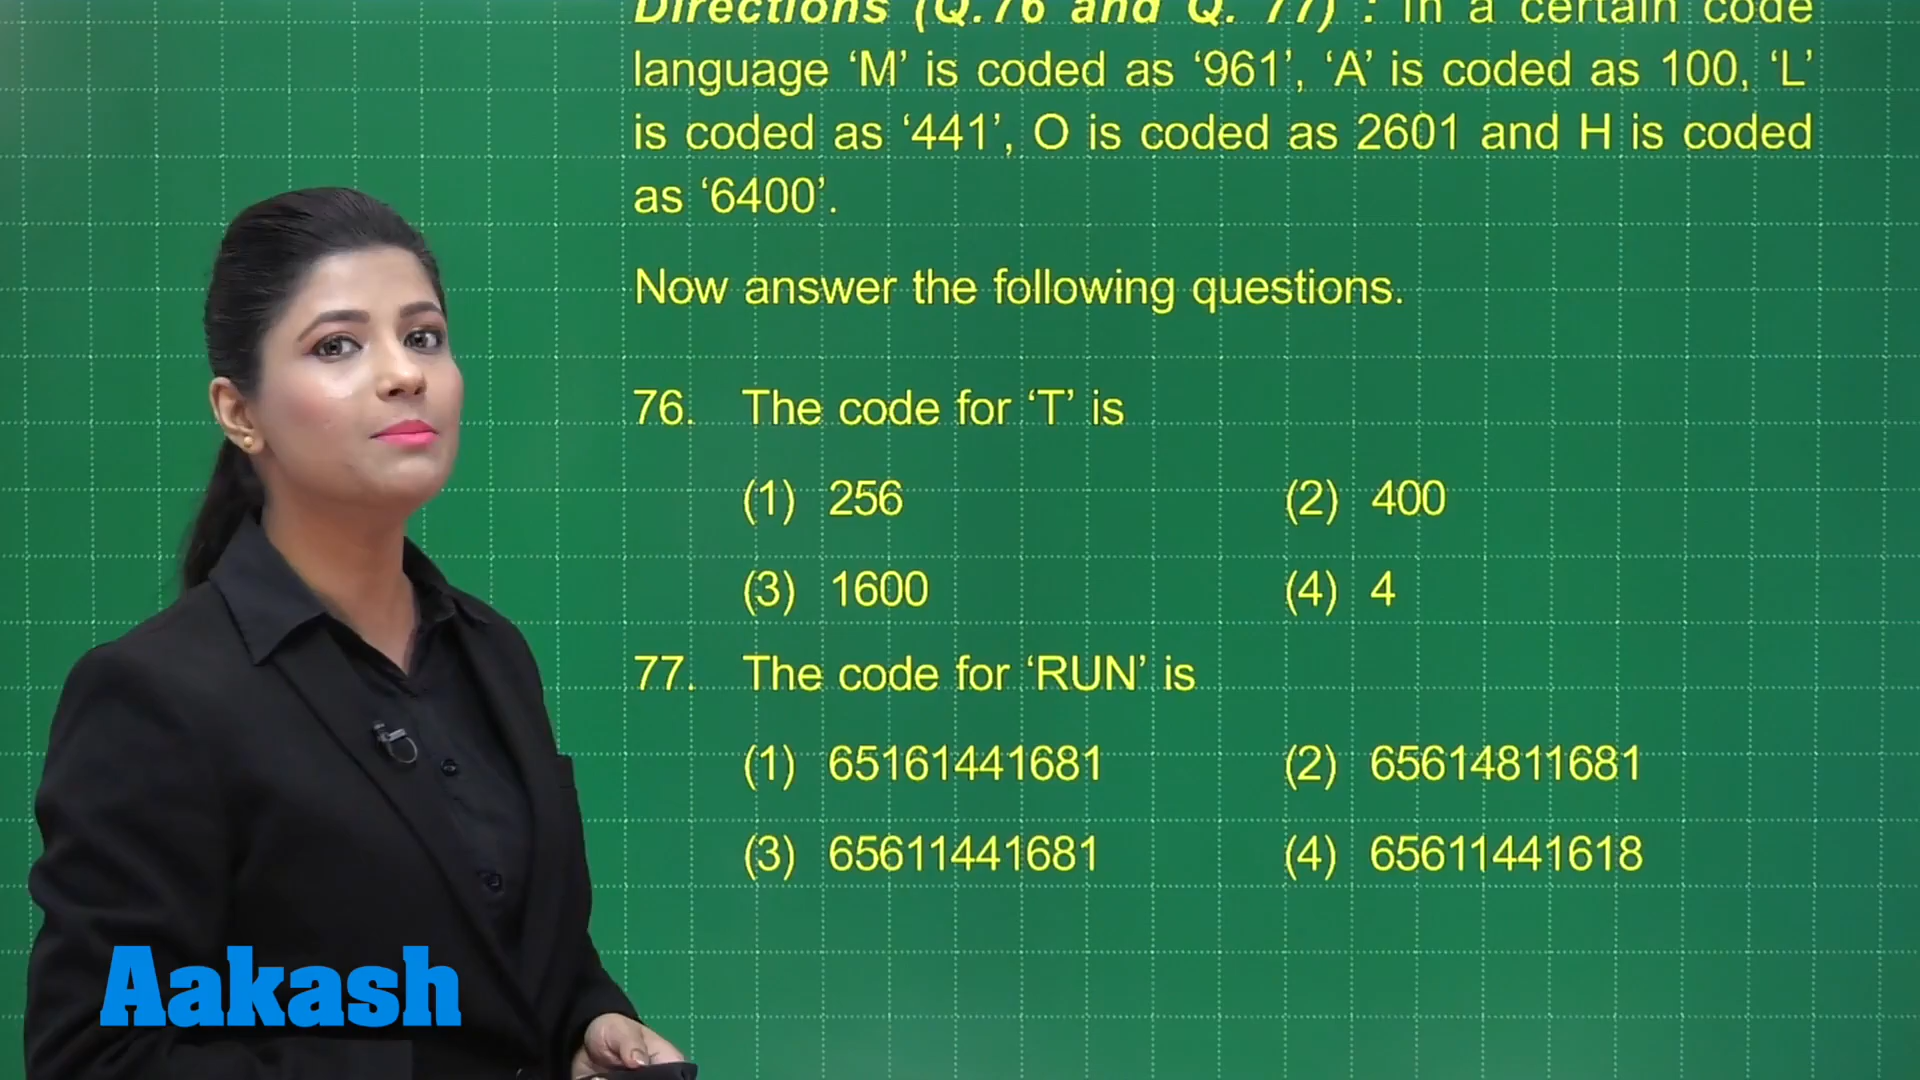 Directions (Q.76 and Q. 77) : In a certain code
language ‘M’ is coded as ‘961’, ‘A’ is coded as 100, ‘L’
is coded as ‘441’, O is coded as 2601 and H is coded
as ‘6400’.
Now answer the following questions.
76. The code for ‘T’ is
(1) 256 (2) 400
(3) 1600 (4) 4
77. The code for ‘RUN’ is
(1) 65161441681 (2) 65614811681
(3) 65611441681 (4) 65611441618
Aakash